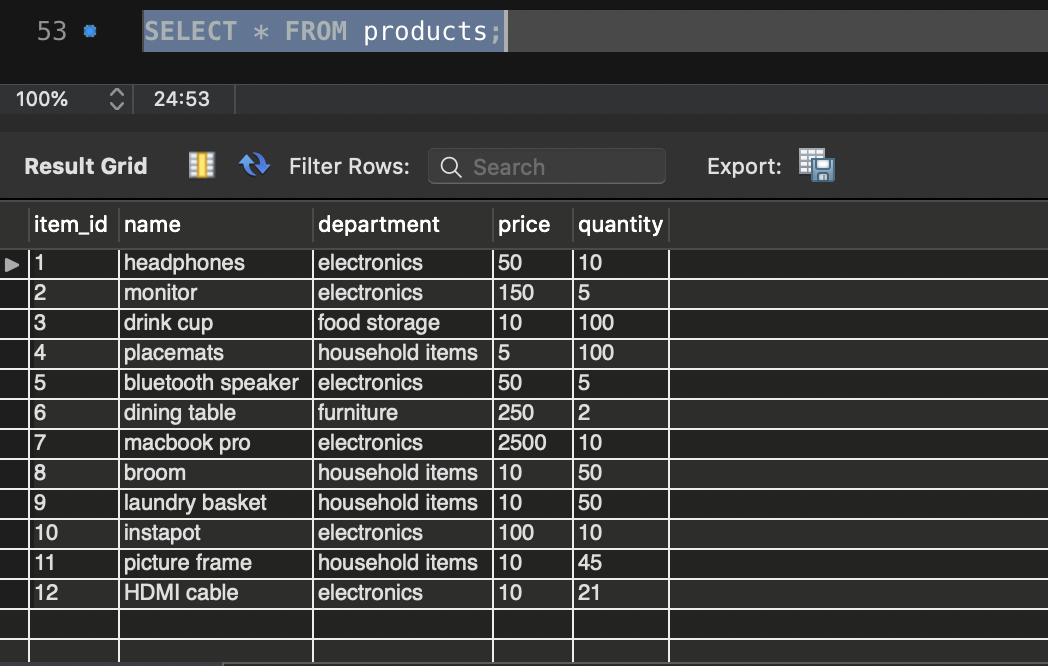 53 SELECT * FROM products;
100% 24:53
Result Grid Filter Rows: Search Export:
item_id name department price quantity
1 headphones electronics 50 10
2 monitor electronics 150 5
3 drink cup food storage 10 100
4 placemats household items 5 100
5 bluetooth speaker electronics 50 5
6 dining table furniture 250 2
7 macbook pro electronics 2500 10
8 broom household items 10 50
9 laundry basket household items 10 50
10 instapot electronics 100 10
11 picture frame household items 10 45
12 HDMI cable electronics 10 21